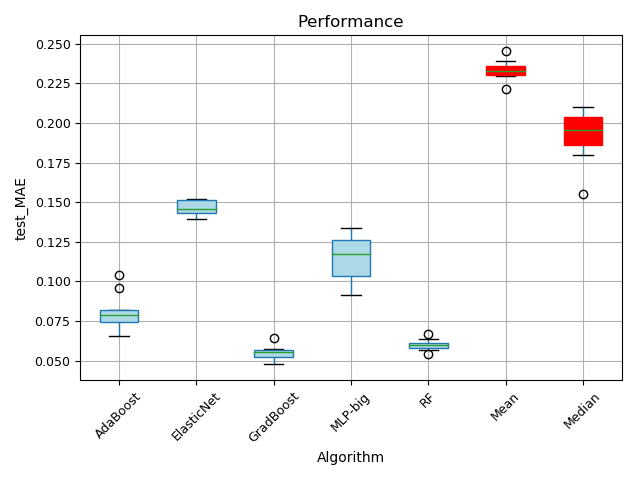 Performance
0.250
0.225
0.200
0.175
0.150
0.125
0.100
0.075
0.050
test_MAE
AdaBoost
ElasticNet
GradBoost
MLP-big
RF
Mean
Median
Algorithm